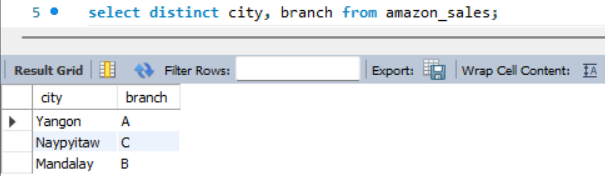 5 select distinct city, branch from amazon_sales;
Result Grid Filter Rows: Export: Wrap Cell Content: IA
city branch
Yangon A
Naypyitaw C
Mandalay B